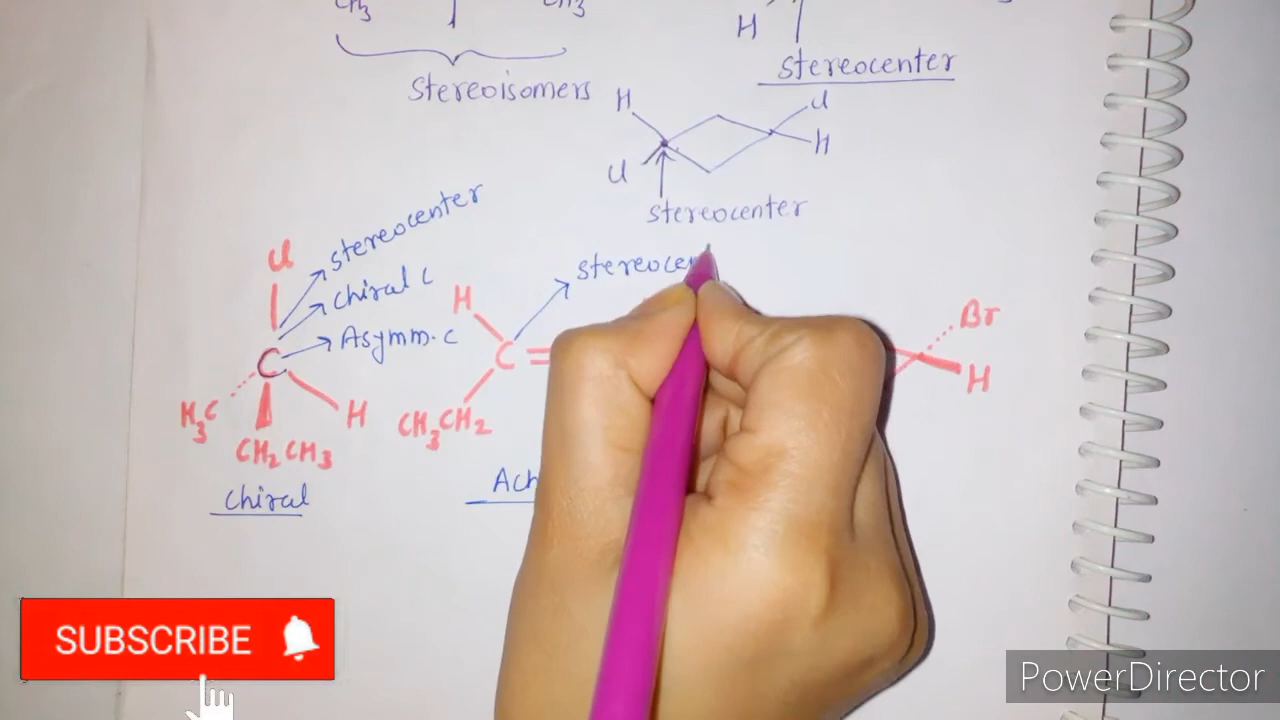 CH3 CH3
H
stereocenter
Stereoisomers
H Cl
H
Cl
stereocenter
stereocenter
Cl
chiral C
Asymm. C
stereocen
H
C
C =
H3C
H
CH2CH3
CH3CH2
Br
H
Ach
chiral
SUBSCRIBE
PowerDirector